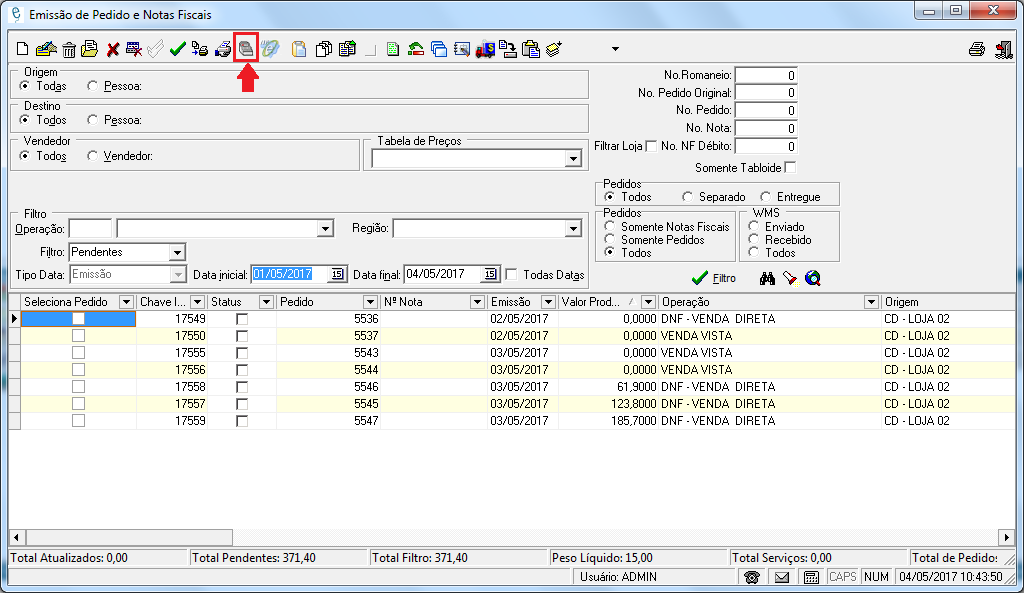 Emissão de Pedido e Notas Fiscais
Origem
Todas Pessoa:
Destino
Todos Pessoa:
Vendedor
Todos Vendedor:
Tabela de Preços
No.Romaneio: 0
No. Pedido Original: 0
No. Pedido: 0
No. Nota: 0
Filtrar Loja No. NF Débito: 0
Somente Tabloide
Pedidos
Todos Separado Entregue
Pedidos
Somente Notas Fiscais
Somente Pedidos
Todos
WMS
Enviado
Recebido
Todos
Filtro
Operação: Região:
Filtro: Pendentes
Tipo Data: Emissão Data inicial: 01/05/2017 15 Data final: 04/05/2017 15 Todas Datas
Filtro
Seleciona Pedido Chave I... Status Pedido Nº Nota Emissão Valor Prod... Operação Origem
17549 5536 02/05/2017 0,0000 DNF - VENDA DIRETA CD - LOJA 02
17550 5537 02/05/2017 0,0000 VENDA VISTA CD - LOJA 02
17555 5543 03/05/2017 0,0000 VENDA VISTA CD - LOJA 02
17556 5544 03/05/2017 0,0000 VENDA VISTA CD - LOJA 02
17558 5546 03/05/2017 61,9000 DNF - VENDA DIRETA CD - LOJA 02
17557 5545 03/05/2017 123,8000 DNF - VENDA DIRETA CD - LOJA 02
17559 5547 03/05/2017 185,7000 DNF - VENDA DIRETA CD - LOJA 02
Total Atualizados: 0,00 Total Pendentes: 371,40 Total Filtro: 371,40 Peso Líquido: 15,00 Total Serviços: 0,00 Total de Pedidos
Usuário: ADMIN CAPS NUM 04/05/2017 10:43:50